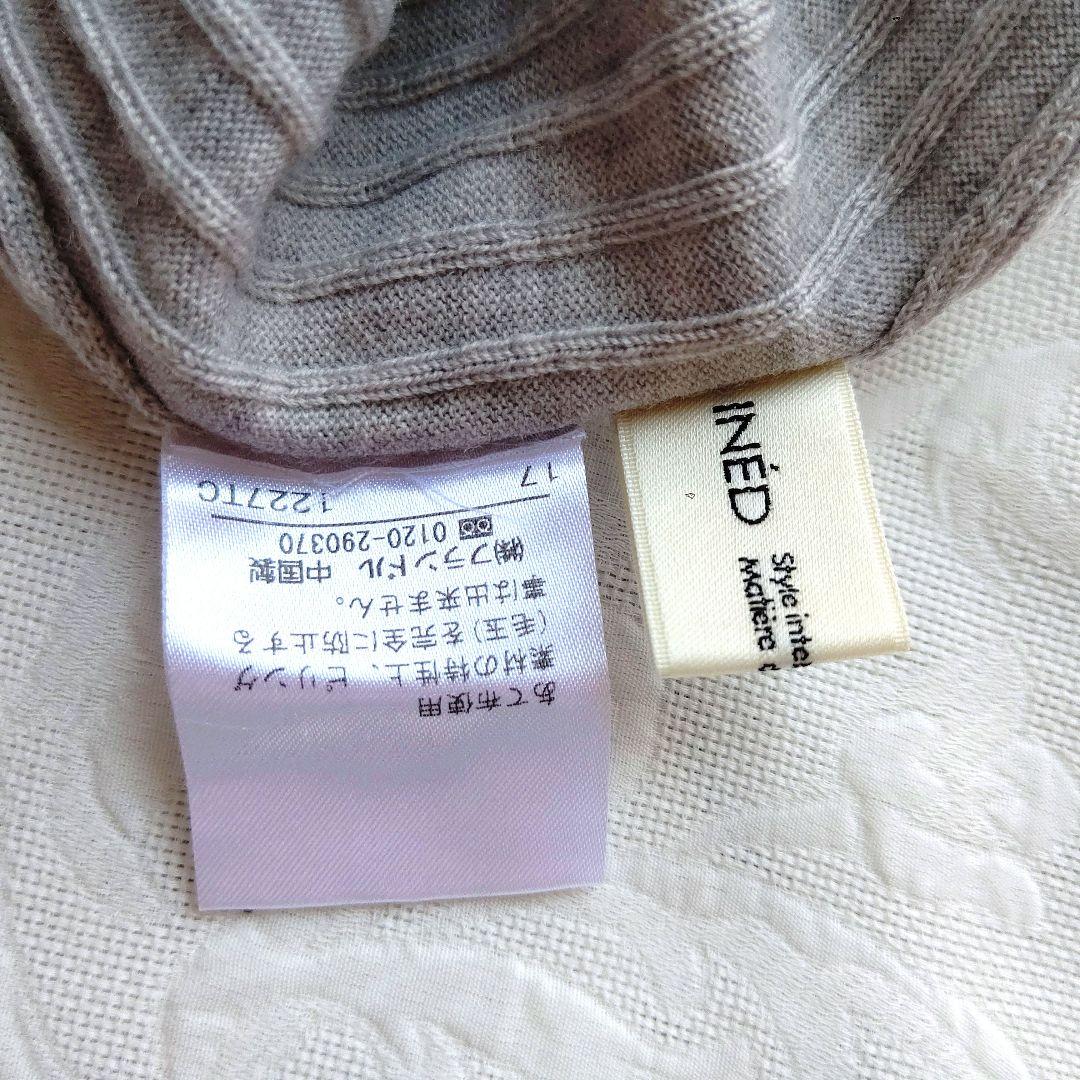 あて布使用
素材の特性上、ピリング
(毛玉)を完全に防止する
事は出来ません。
㈱フランドル 中国製
0120-290370
1227TC 17
INÉD
Style inte
Matière d